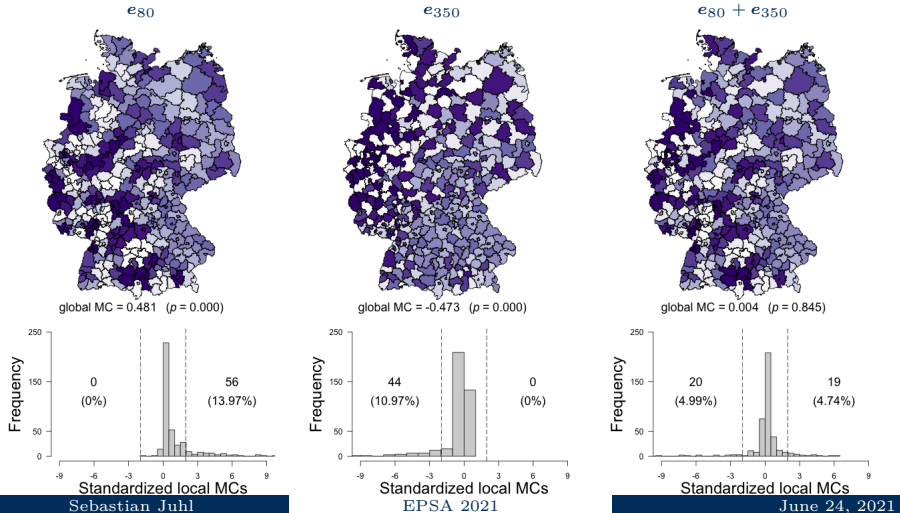 e80
e350
e80 + e350
global MC = 0.481 (p = 0.000)
global MC = -0.473 (p = 0.000)
global MC = 0.004 (p = 0.845)
Frequency
250
150
50
0
0
(0%)
56
(13.97%)
-9 -6 -3 0 3 6 9
Standardized local MCs
Frequency
250
150
50
0
44
(10.97%)
0
(0%)
-9 -6 -3 0 3 6 9
Standardized local MCs
Frequency
250
150
50
0
20
(4.99%)
19
(4.74%)
-9 -6 -3 0 3 6 9
Standardized local MCs
Sebastian Juhl
EPSA 2021
June 24, 2021